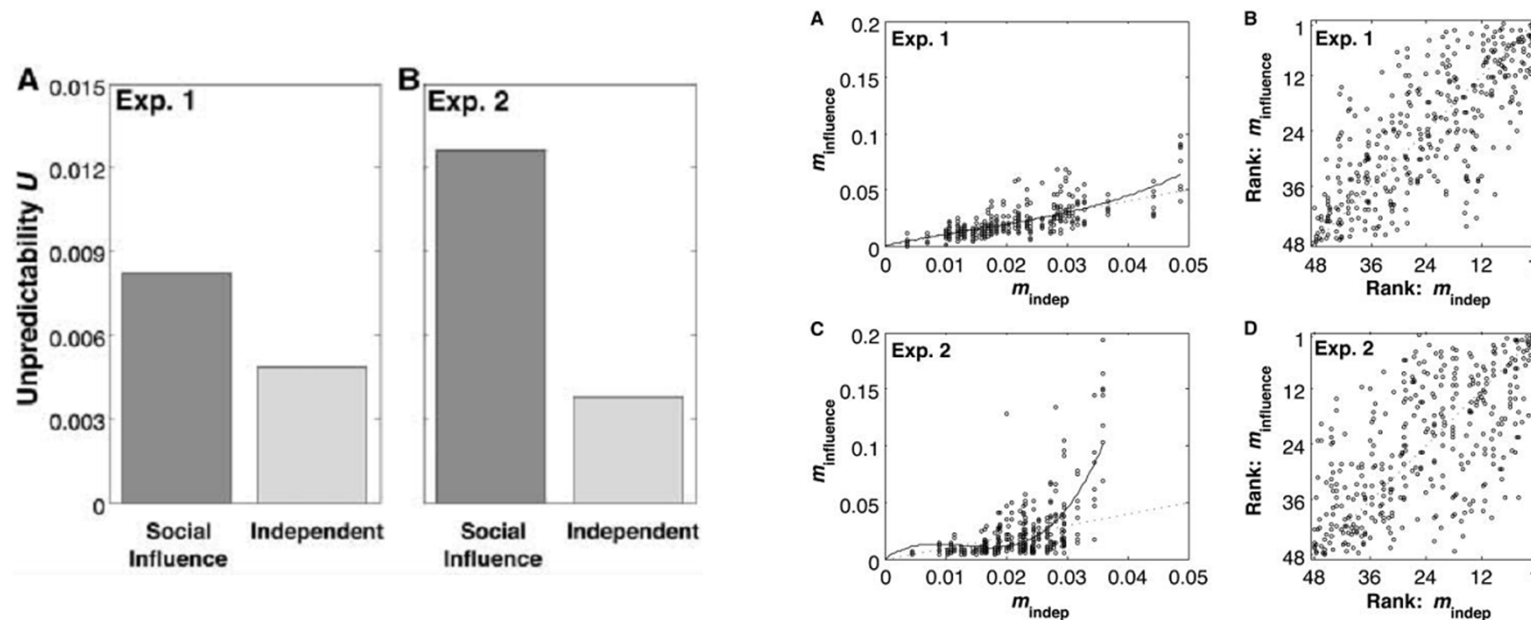 A
Exp. 1
B
Exp. 2
Unpredictability U
0.015
0.012
0.009
0.006
0.003
0
Social
Influence
Independent
Social
Influence
Independent
A
Exp. 1
0.2
0.15
0.1
0.05
0
m influence
0 0.01 0.02 0.03 0.04 0.05
m indep
B
Exp. 1
1
12
24
36
48
Rank: m influence
48 36 24 12
Rank: m indep
C
Exp. 2
0.2
0.15
0.1
0.05
0
m influence
0 0.01 0.02 0.03 0.04 0.05
m indep
D
Exp. 2
1
12
24
36
48
Rank: m influence
48 36 24 12
Rank: m indep